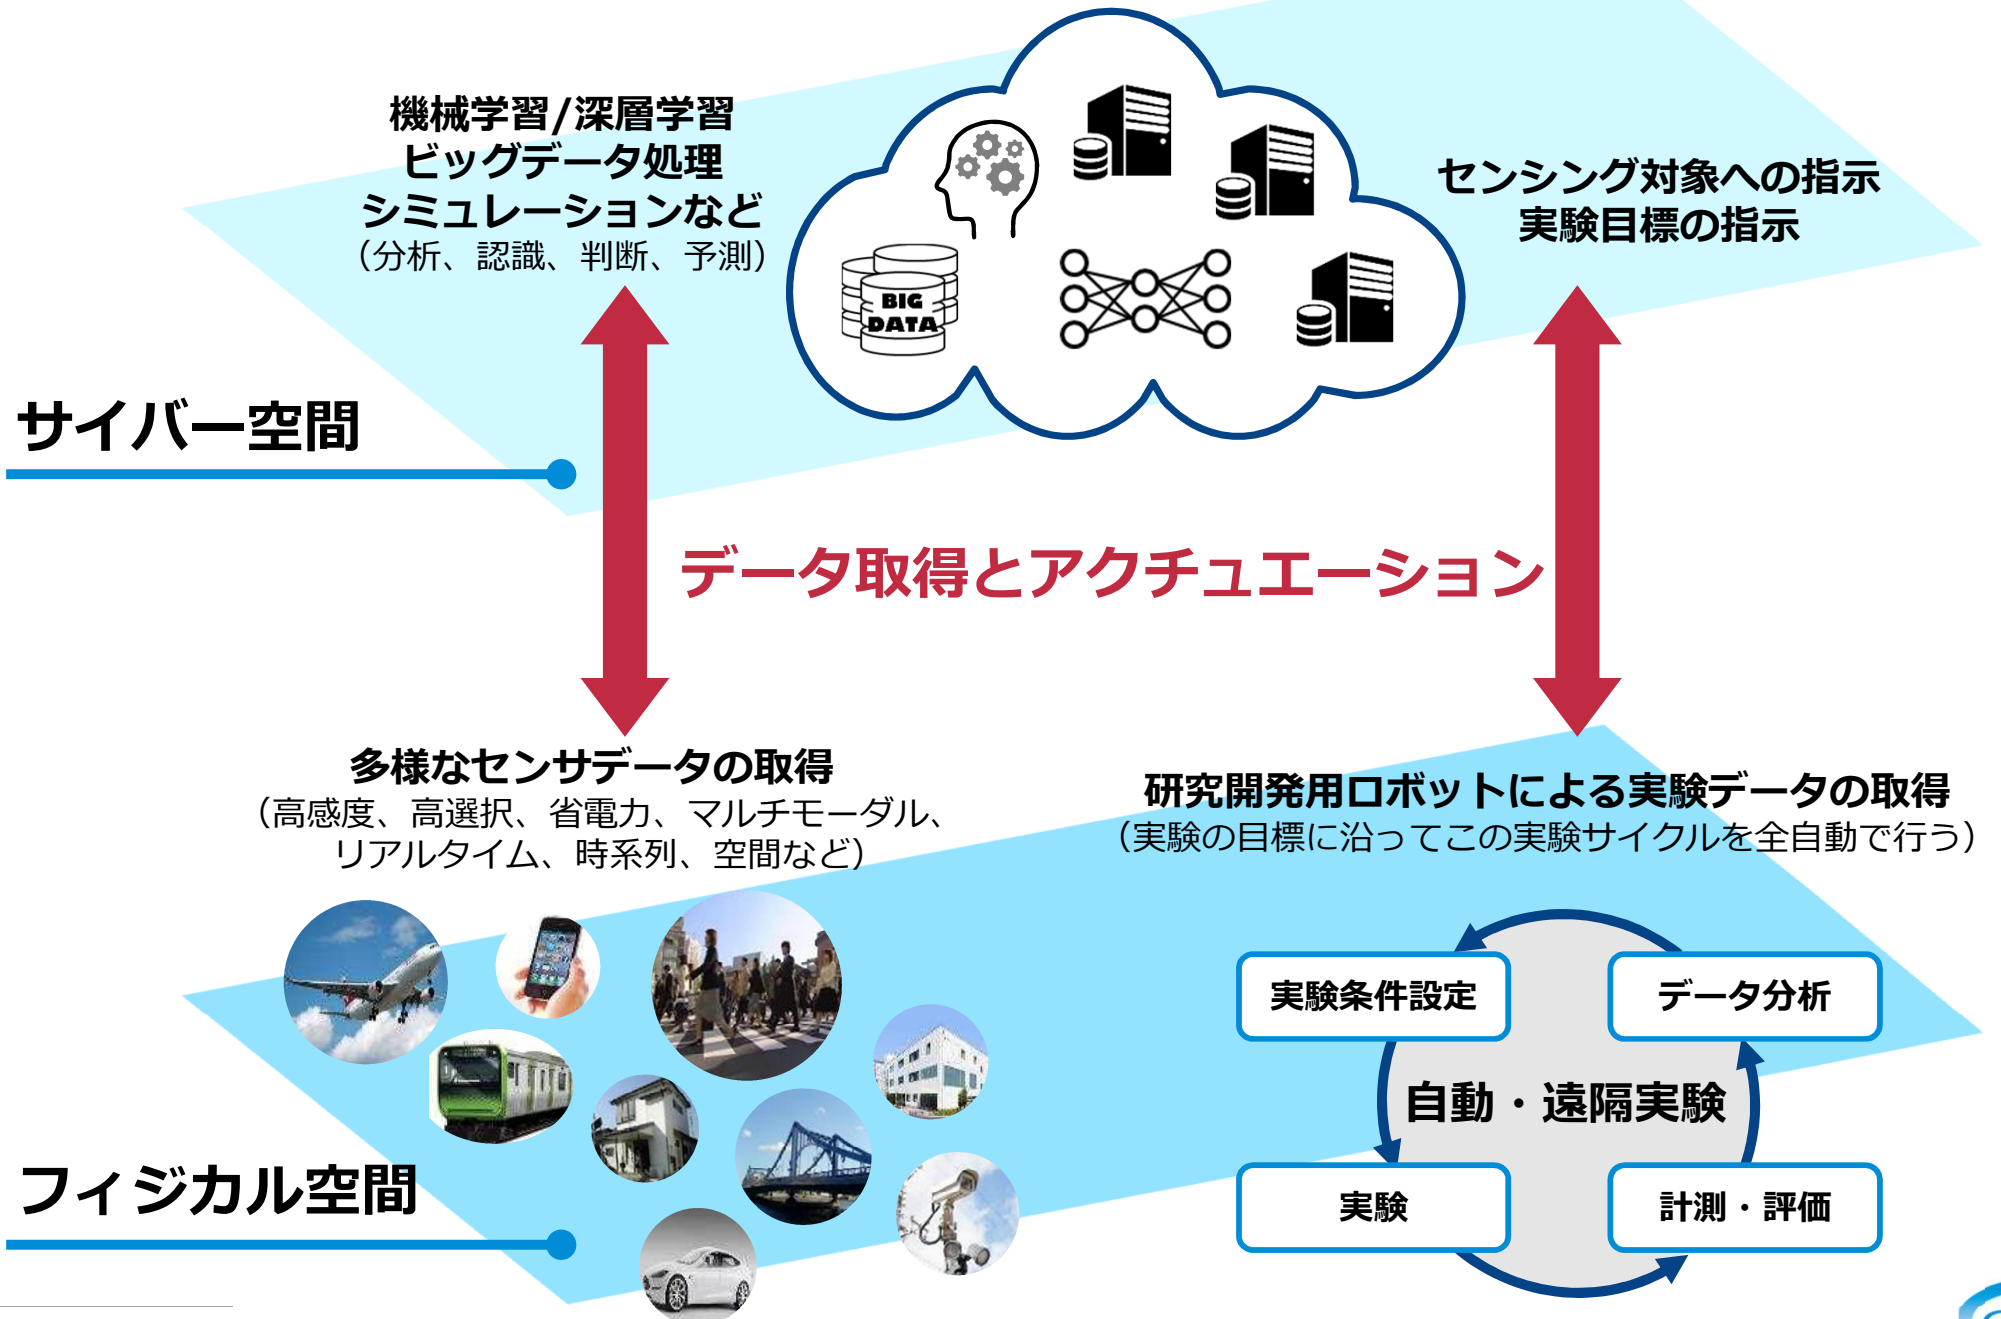 機械学習/深層学習
ビッグデータ処理
シミュレーションなど
（分析、認識、判断、予測）
BIG
DATA
センシング対象への指示
実験目標の指示
サイバー空間
データ取得とアクチュエーション
多様なセンサデータの取得
（高感度、高選択、省電力、マルチモーダル、
リアルタイム、時系列、空間など）
研究開発用ロボットによる実験データの取得
（実験の目標に沿ってこの実験サイクルを全自動で行う）
実験条件設定
データ分析
自動・遠隔実験
実験
計測・評価
フィジカル空間